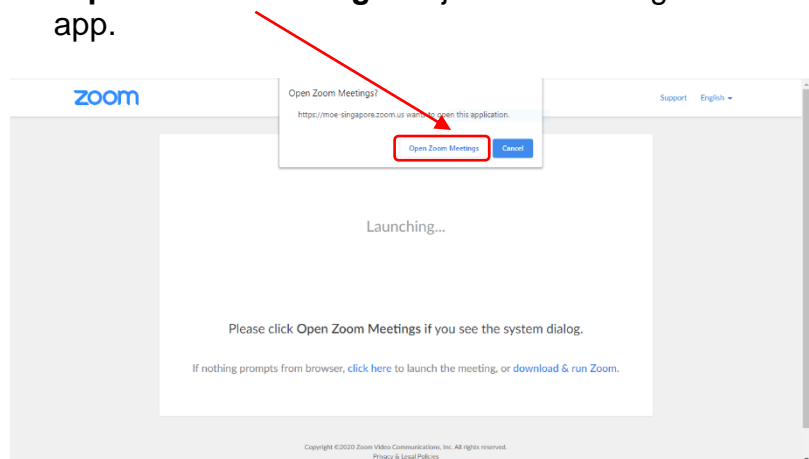 app.
zoom
Support English
Open Zoom Meetings?
https://moe-singapore.zoom.us wants to open this application.
Open Zoom Meetings Cancel
Launching...
Please click Open Zoom Meetings if you see the system dialog.
If nothing prompts from browser, click here to launch the meeting, or download & run Zoom.
Copyright ©2020 Zoom Video Communications, Inc. All rights reserved.
Privacy & Legal Policies